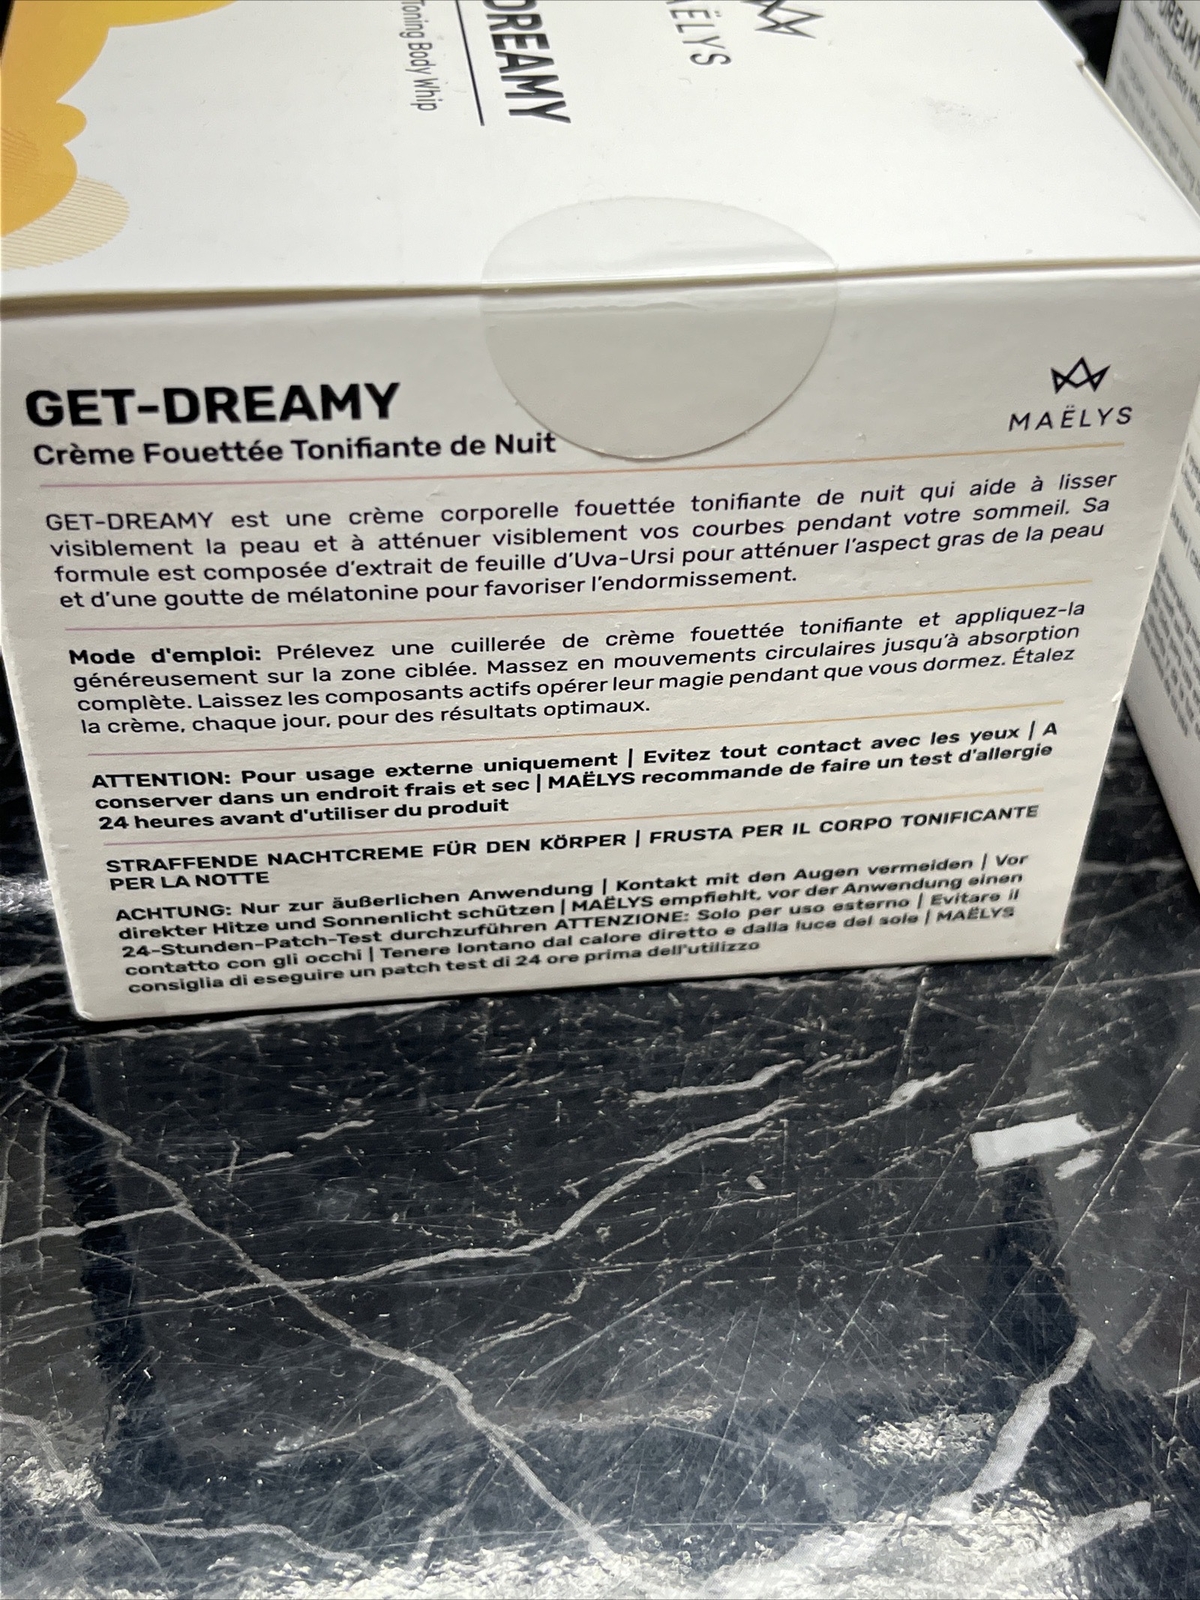 DREAMY
Toning Body Whip
MAËLYS
GET-DREAMY
Crème Fouettée Tonifiante de Nuit
MAËLYS
GET-DREAMY est une crème corporelle fouettée tonifiante de nuit qui aide à lisser
visiblement la peau et à atténuer visiblement vos courbes pendant votre sommeil. Sa
formule est composée d'extrait de feuille d'Uva-Ursi pour atténuer l'aspect gras de la peau
et d'une goutte de mélatonine pour favoriser l'endormissement.
Mode d'emploi: Prélevez une cuillerée de crème fouettée tonifiante et appliquez-la
généreusement sur la zone ciblée. Massez en mouvements circulaires jusqu'à absorption
complète. Laissez les composants actifs opérer leur magie pendant que vous dormez. Étalez
la crème, chaque jour, pour des résultats optimaux.
ATTENTION: Pour usage externe uniquement | Evitez tout contact avec les yeux | A
conserver dans un endroit frais et sec | MAËLYS recommande de faire un test d'allergie
24 heures avant d'utiliser du produit
STRAFFENDE NACHTCREME FÜR DEN KÖRPER | FRUSTA PER IL CORPO TONIFICANTE
PER LA NOTTE
ACHTUNG: Nur zur äußerlichen Anwendung | Kontakt mit den Augen vermeiden | Vor
direkter Hitze und Sonnenlicht schützen | MAËLYS empfiehlt, vor der Anwendung einen
24-Stunden-Patch-Test durchzuführen ATTENZIONE: Solo per uso esterno | Evitare il
contatto con gli occhi | Tenere lontano dal calore diretto e dalla luce del sole | MAËLYS
consiglia di eseguire un patch test di 24 ore prima dell'utilizzo